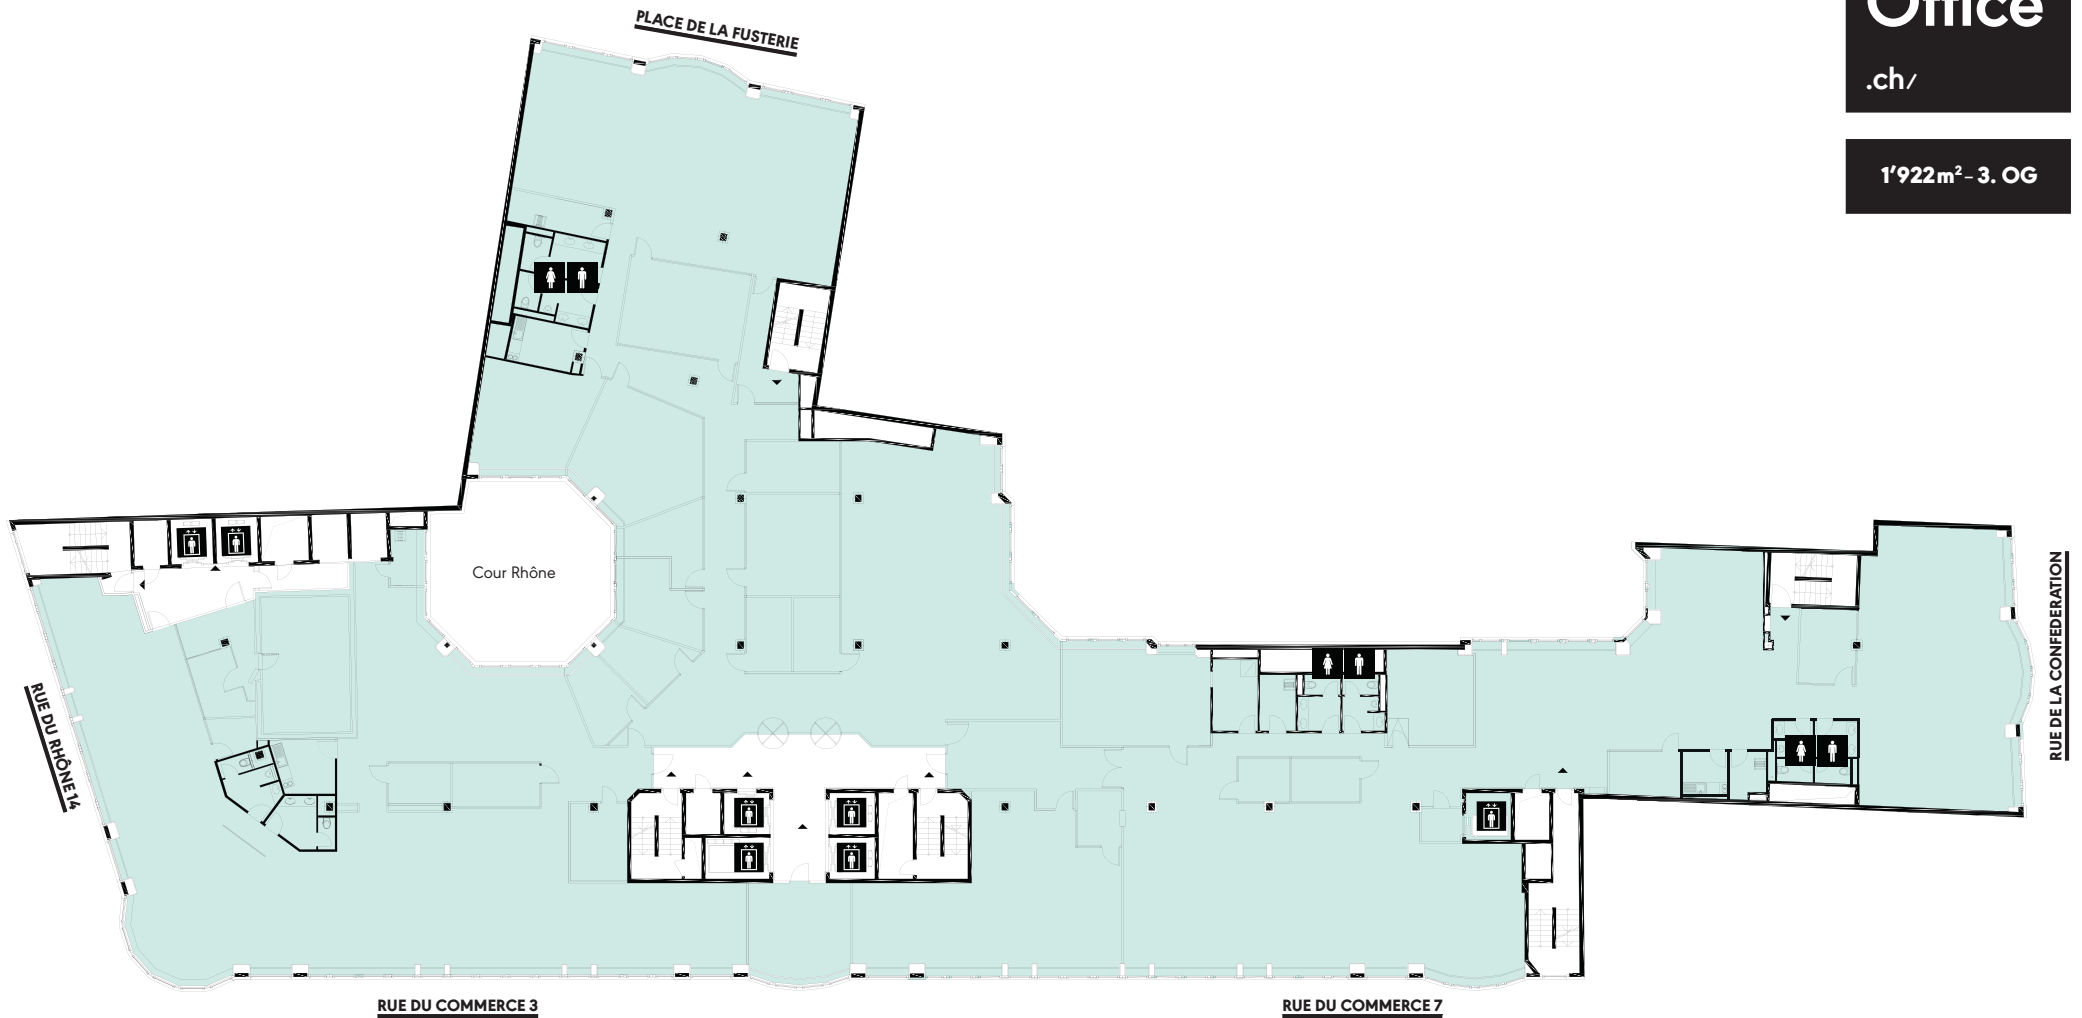 Office
.ch/
1'922m²– 3. OG
PLACE DE LA FUSTERIE
Cour Rhône
RUE DU RHÔNE 14
RUE DE LA CONFEDERATION
RUE DU COMMERCE 3
RUE DU COMMERCE 7